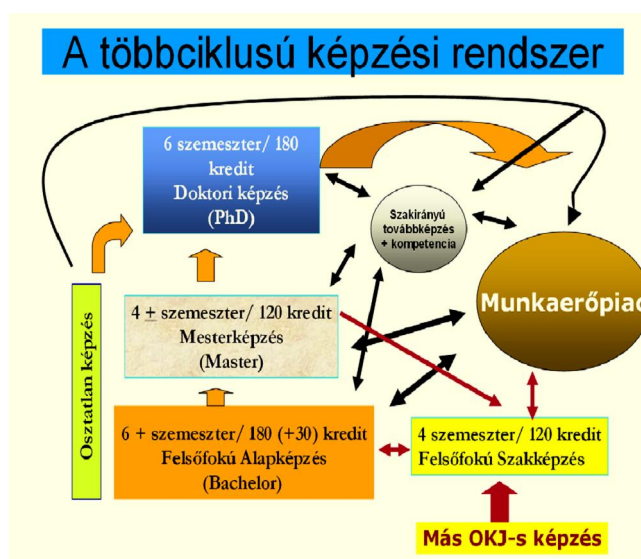 A többciklusú képzési rendszer
6 szemeszter/ 180
kredit
Doktori képzés
(PhD)
Szakirányú
továbbképzés
+ kompetencia
Munkaerőpiac
Osztatlan képzés
4 ± szemeszter/ 120 kredit
Mesterképzés
(Master)
6 + szemeszter/ 180 (+30) kredit
Felsőfokú Alapképzés
(Bachelor)
4 szemeszter/ 120 kredit
Felsőfokú Szakképzés
Más OKJ-s képzés